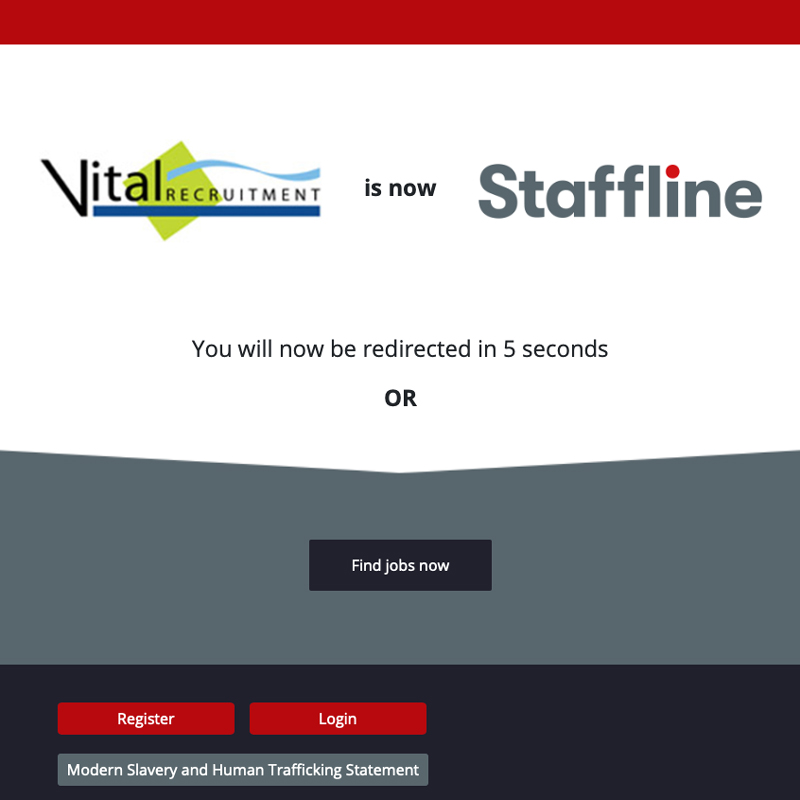 Vital RECRUITMENT is now Staffline
You will now be redirected in 5 seconds
OR
Find jobs now
Register Login
Modern Slavery and Human Trafficking Statement